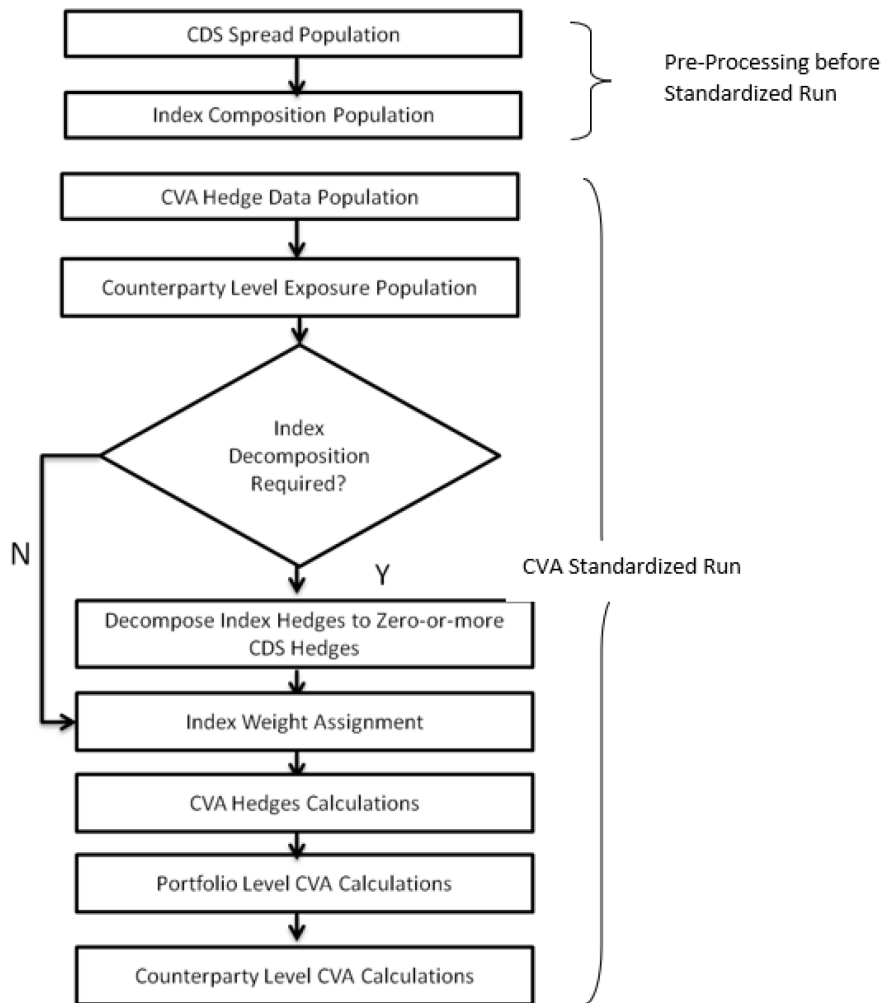 CDS Spread Population
Index Composition Population
Pre-Processing before
Standardized Run
CVA Hedge Data Population
Counterparty Level Exposure Population
Index
Decomposition
Required?
N
Y
CVA Standardized Run
Decompose Index Hedges to Zero-or-more
CDS Hedges
Index Weight Assignment
CVA Hedges Calculations
Portfolio Level CVA Calculations
Counterparty Level CVA Calculations